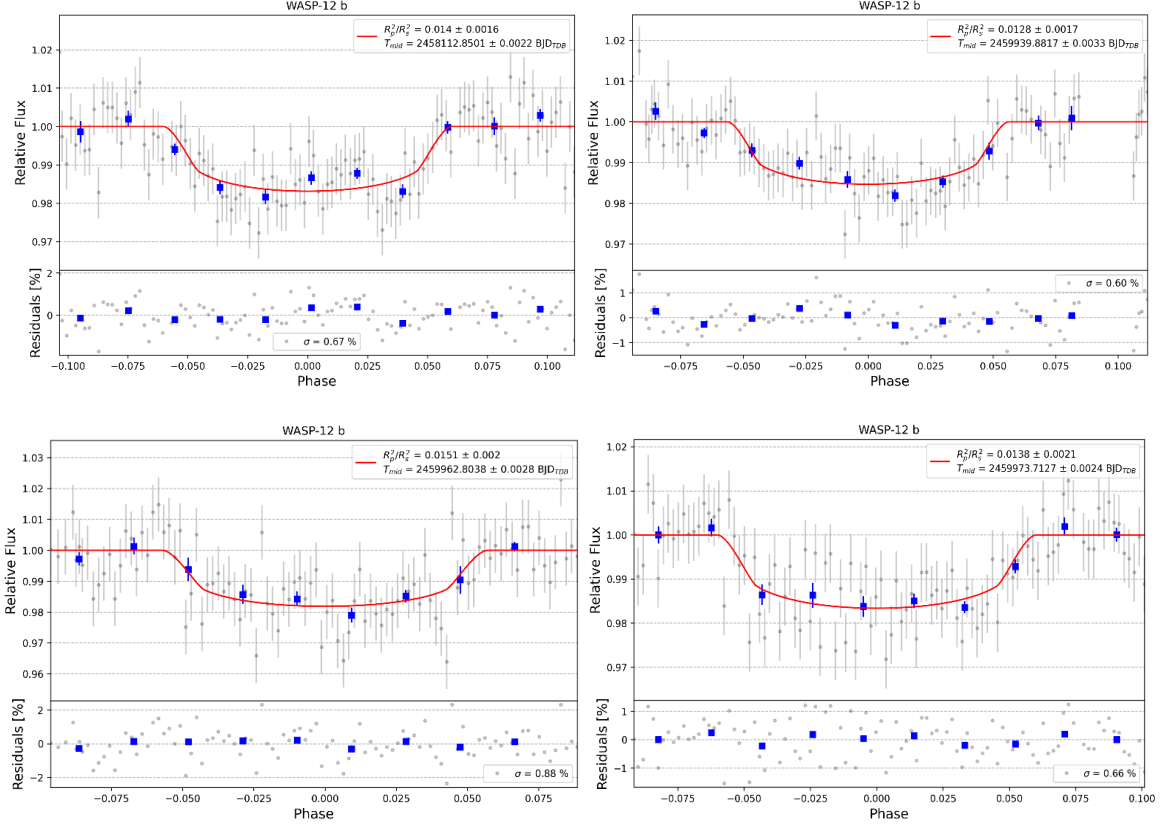 WASP-12 b
R_p^2/R_s^2 = 0.014 ± 0.0016
T_mid = 2458112.8501 ± 0.0022 BJD_TDB
Relative Flux
1.02
1.01
1.00
0.99
0.98
0.97
Residuals [%]
2
0
σ = 0.67 %
−0.100 −0.075 −0.050 −0.025 0.000 0.025 0.050 0.075 0.100
Phase
WASP-12 b
R_p^2/R_s^2 = 0.0128 ± 0.0017
T_mid = 2459939.8817 ± 0.0033 BJD_TDB
Relative Flux
1.02
1.01
1.00
0.99
0.98
0.97
Residuals [%]
1
0
−1
σ = 0.60 %
−0.075 −0.050 −0.025 0.000 0.025 0.050 0.075 0.100
Phase
WASP-12 b
R_p^2/R_s^2 = 0.0151 ± 0.002
T_mid = 2459962.8038 ± 0.0028 BJD_TDB
Relative Flux
1.03
1.02
1.01
1.00
0.99
0.98
0.97
0.96
Residuals [%]
2
0
−2
σ = 0.88 %
−0.075 −0.050 −0.025 0.000 0.025 0.050 0.075
Phase
WASP-12 b
R_p^2/R_s^2 = 0.0138 ± 0.0021
T_mid = 2459973.7127 ± 0.0024 BJD_TDB
Relative Flux
1.02
1.01
1.00
0.99
0.98
0.97
Residuals [%]
1
0
−1
σ = 0.66 %
−0.075 −0.050 −0.025 0.000 0.025 0.050 0.075 0.100
Phase